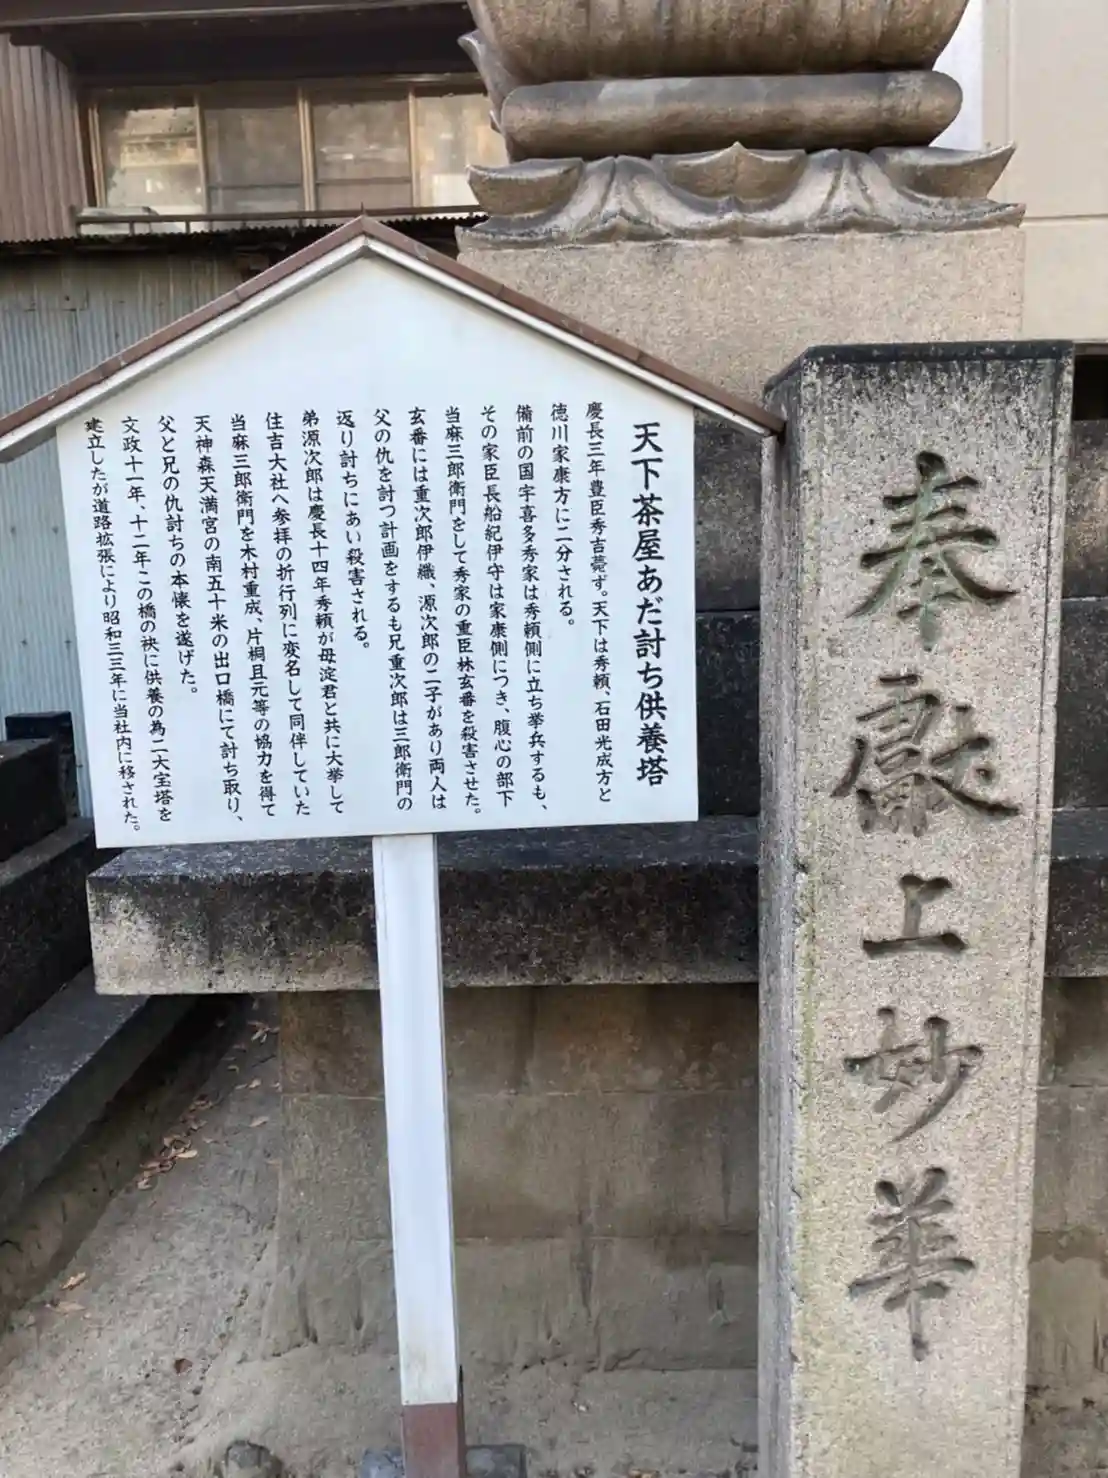 天下茶屋あだ討ち供養塔
慶長三年豊臣秀吉薨ず。天下は秀頼、石田光成方と
徳川家康方に二分される。
備前の国宇喜多秀家は秀頼側に立ち挙兵するも、
その家臣長船紀伊守は家康側につき、腹心の部下
当麻三郎衛門をして秀家の重臣林玄番を殺害させた。
玄番には重次郎伊織、源次郎の二子があり両人は
父の仇を討つ計画をするも兄重次郎は三郎衛門の
返り討ちにあい殺害される。
弟源次郎は慶長十四年秀頼が母淀君と共に大挙して
住吉大社へ参拝の折行列に変名して同伴していた
当麻三郎衛門を木村重成、片桐且元等の協力を得て
天神森天満宮の南五十米の出口橋にて討ち取り、
父と兄の仇討ちの本懐を遂げた。
文政十一年、十二年この橋の袂に供養の為二大宝塔を
建立したが道路拡張により昭和三三年に当社内に移された。
奉獻上妙華